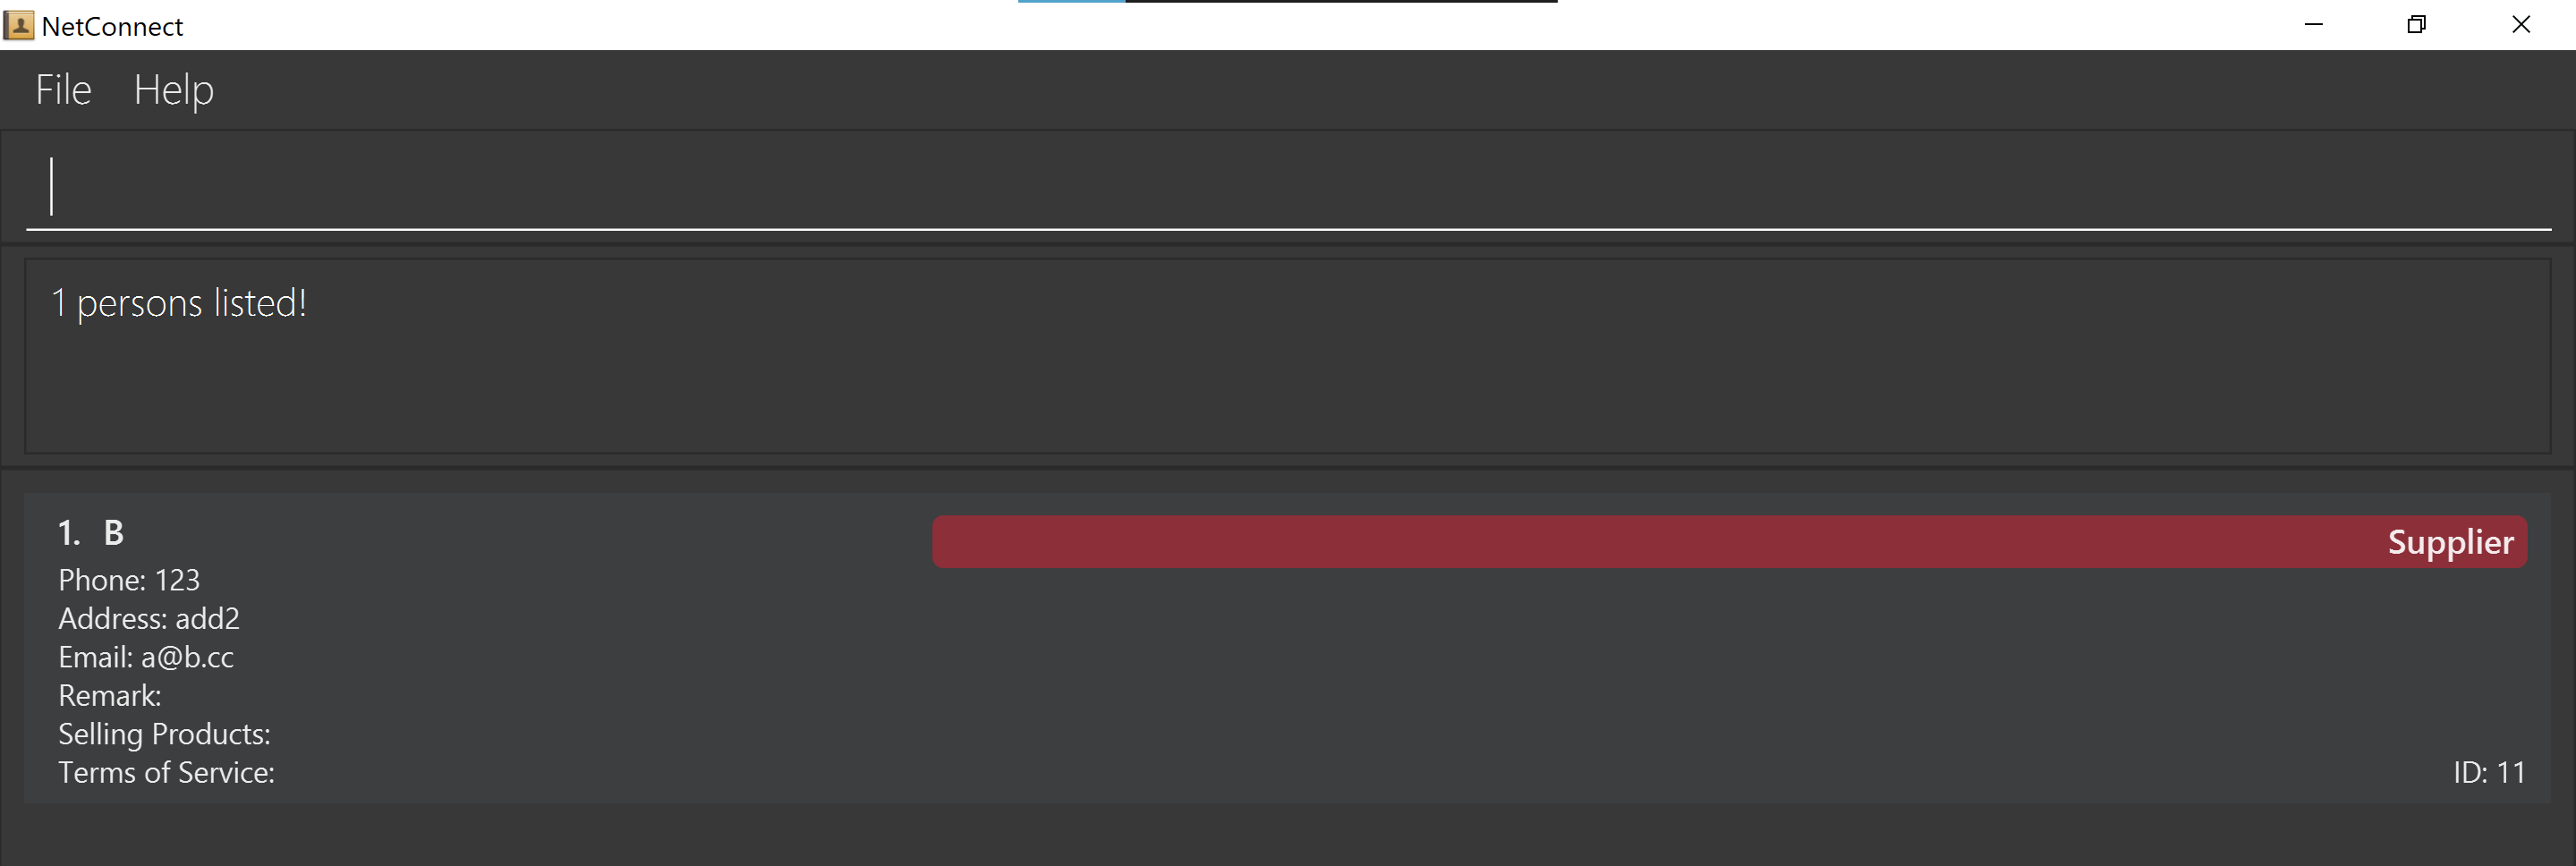 NetConnect
File Help
1 persons listed!
1. B
Supplier
Phone: 123
Address: add2
Email: a@b.cc
Remark:
Selling Products:
Terms of Service:
ID: 11